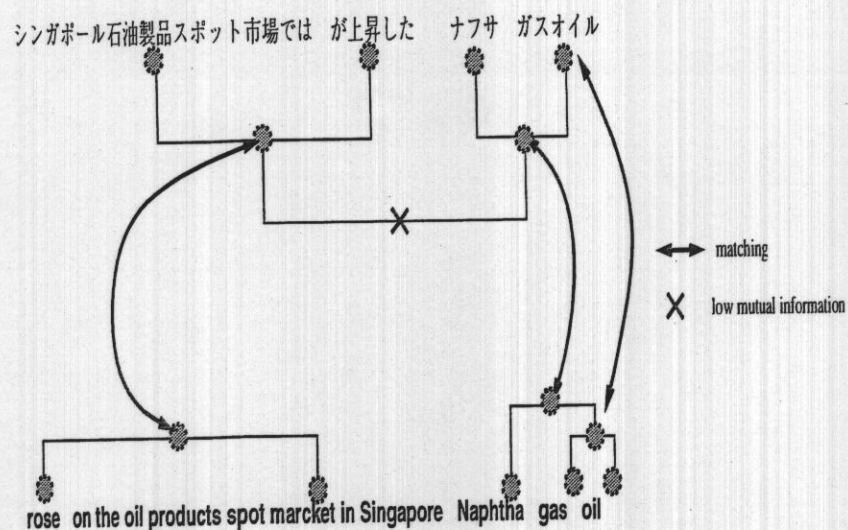 シンガポール石油製品スポット市場では が上昇した ナフサ ガスオイル
matching
low mutual information
rose on the oil products spot marcket in Singapore Naphtha gas oil